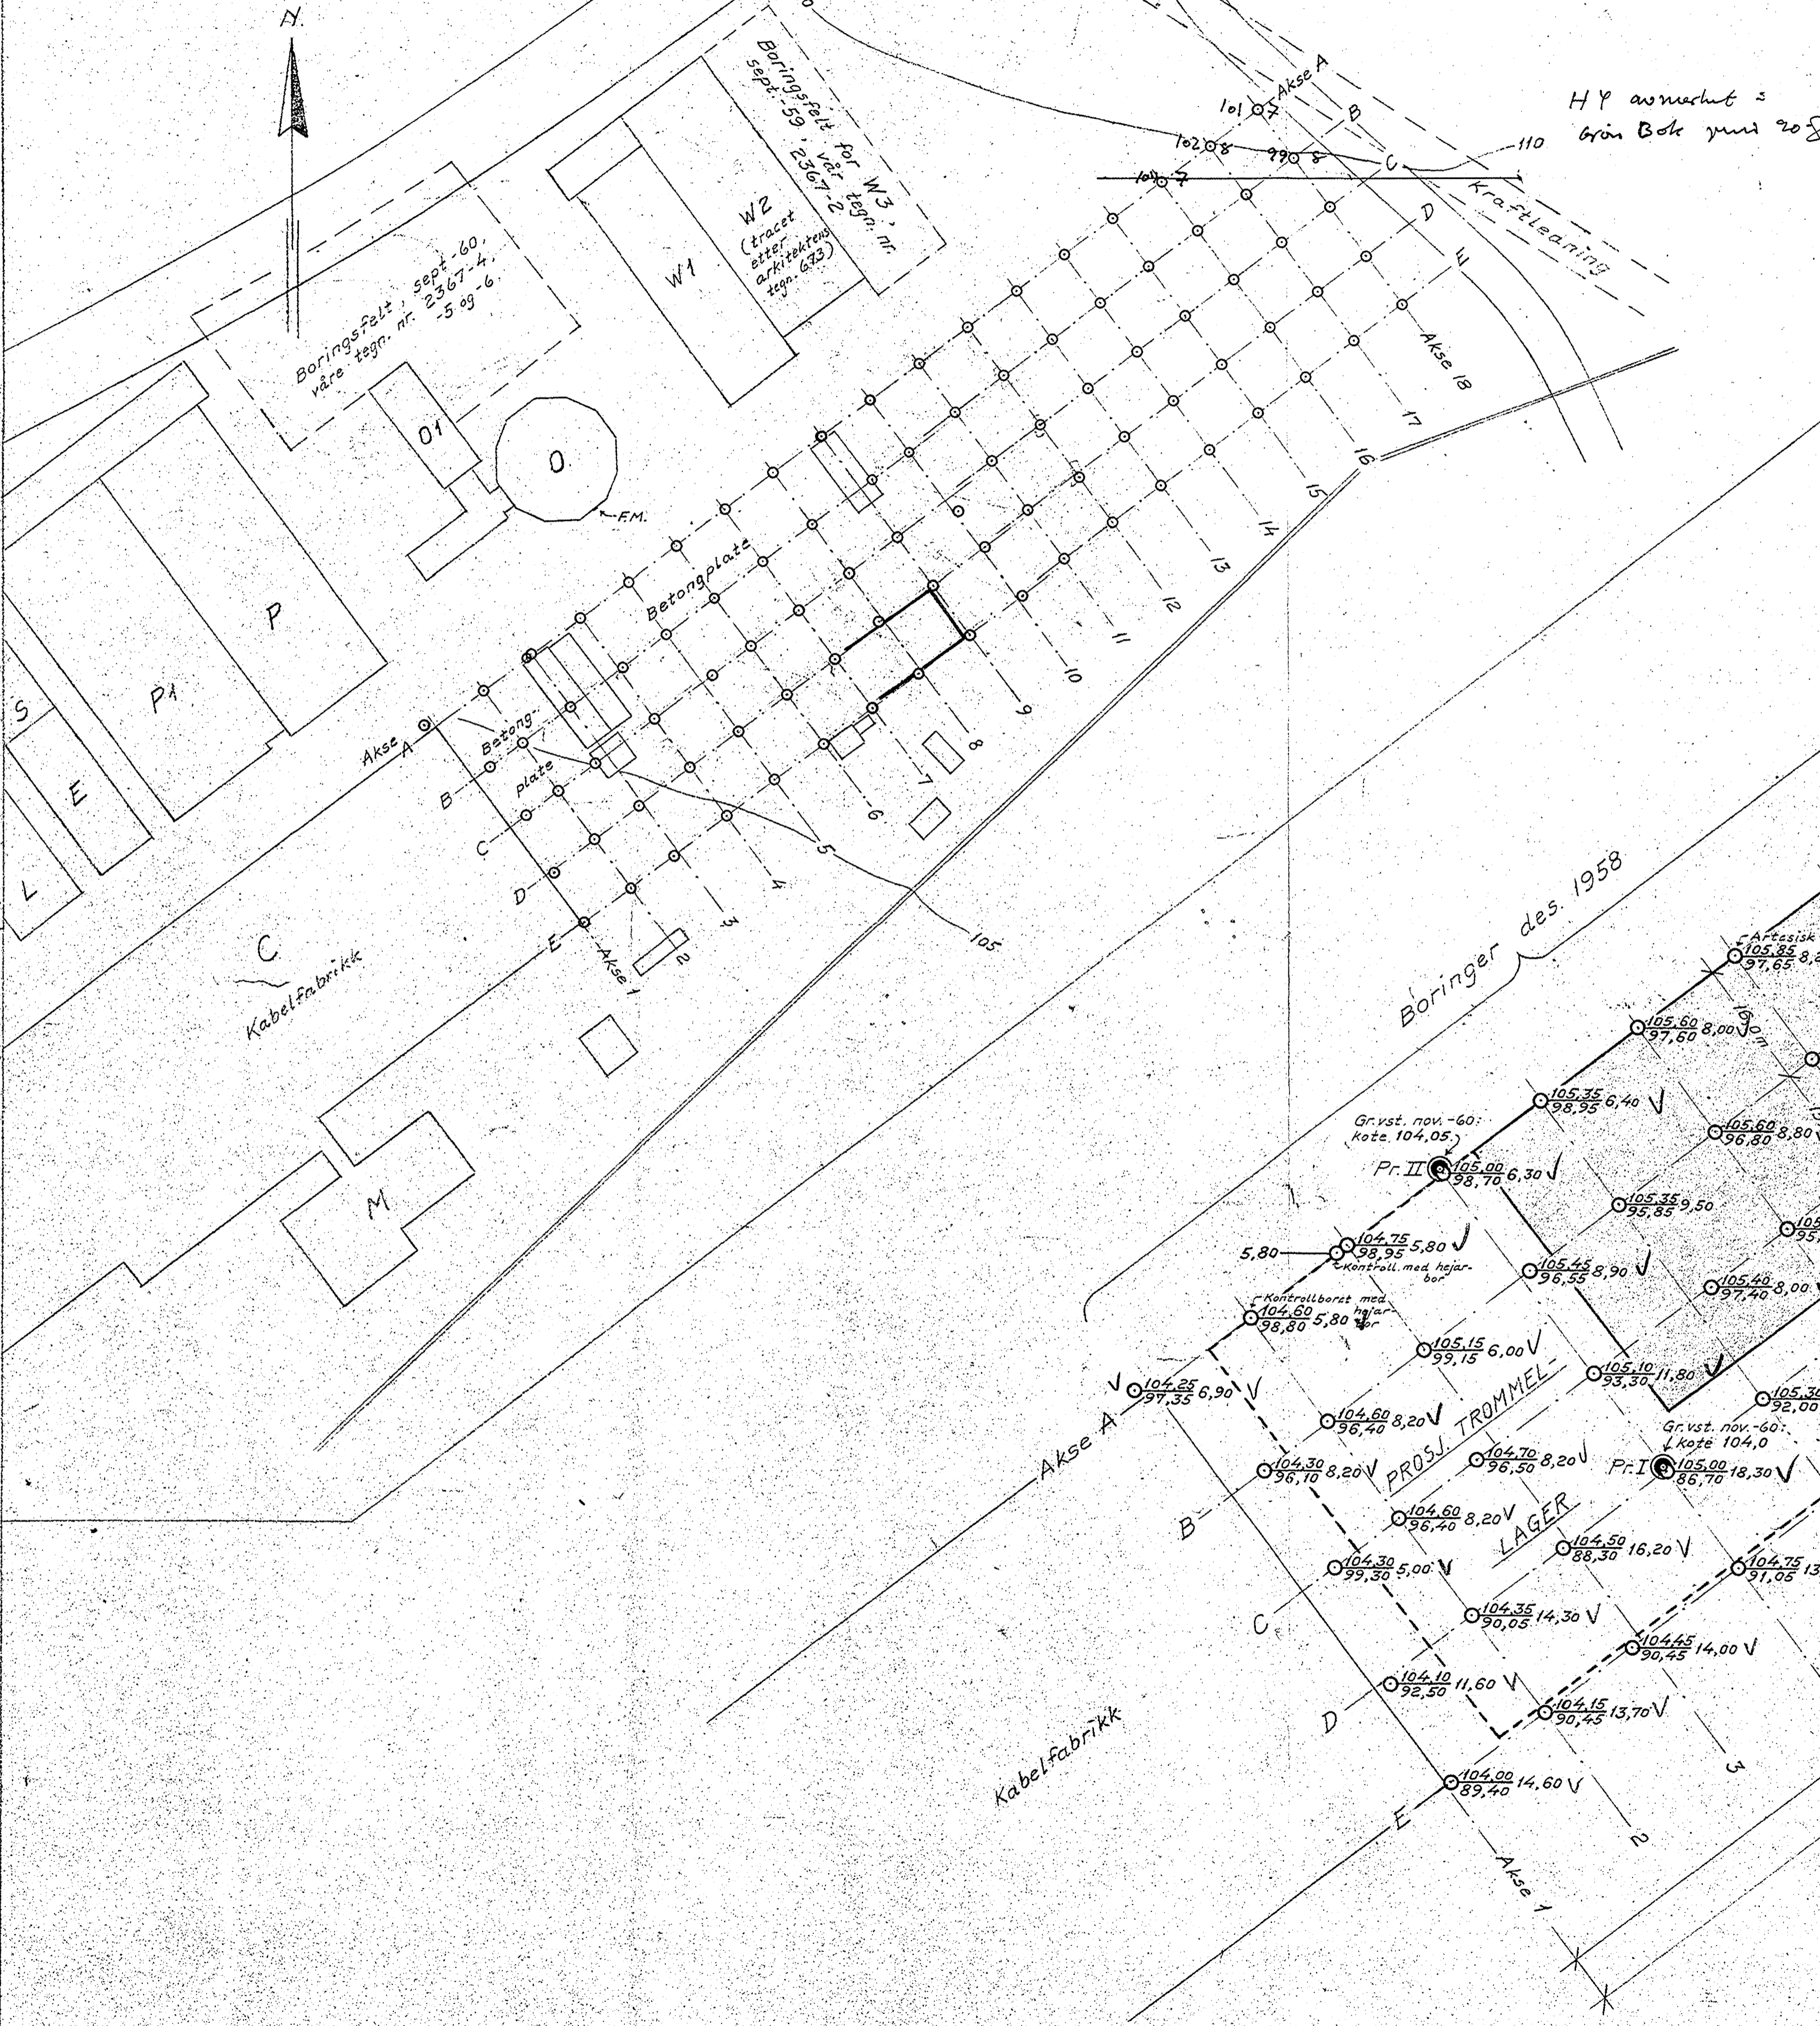 N.
Boringsfelt, sept.-60,
våre tegn. nr. 2367-4,
-5 og -6.
Boringsfelt for W3,
sept.-59, vår tegn. nr.
2367-2
W2
(tracet
etter
arkitektens
tegn. 673)
W1
O1
O.
F.M.
P
P1
S
E
L
C
Kabelfabrikk
M
101 7
Akse A
B
102 8
99 8
C
110
D
E
Kraftledning
Akse 18
17
16
15
14
13
12
11
10
9
8
7
6
5
4
3
2
Akse 1
Betongplate
Betong-
plate
Akse A
B
C
D
E
105
Boringer des. 1958
Artesisk
105,85
97,65
105,60
97,60 8,00 V
16,0 m
105,35
98,95 6,40 V
105,60
96,80 8,80
Gr.vst. nov.-60:
kote 104,05.
Pr. II
105,00
98,70 6,30 V
105,35
95,85 9,50
5,80
104,75
98,95 5,80 V
Kontroll. med hejar-
bor
105,45
96,55 8,90 V
105,40
97,40 8,00
Kontrollboret med
hejar-
bor
104,60
98,80 5,80
105,15
99,15 6,00 V
105,10
93,30 11,80 V
V 104,25
97,35 6,90 V
92,00
104,60
96,40 8,20 V
PROSJ. TROMMEL-
LAGER
Gr.vst. nov.-60:
kote 104,0
Pr. I
105,00
86,70 18,30 V
104,70
96,50 8,20 V
Akse A
104,30
96,10 8,20 V
B
104,60
96,40 8,20 V
104,50
88,30 16,20 V
104,30
99,30 5,00 V
104,75
91,05 13
C
104,35
90,05 14,30 V
104,45
90,45 14,00 V
104,10
92,50 11,60 V
D
104,15
90,45 13,70 V
Kabelfabrikk
104,00
89,40 14,60 V
E
3
2
Akse 1